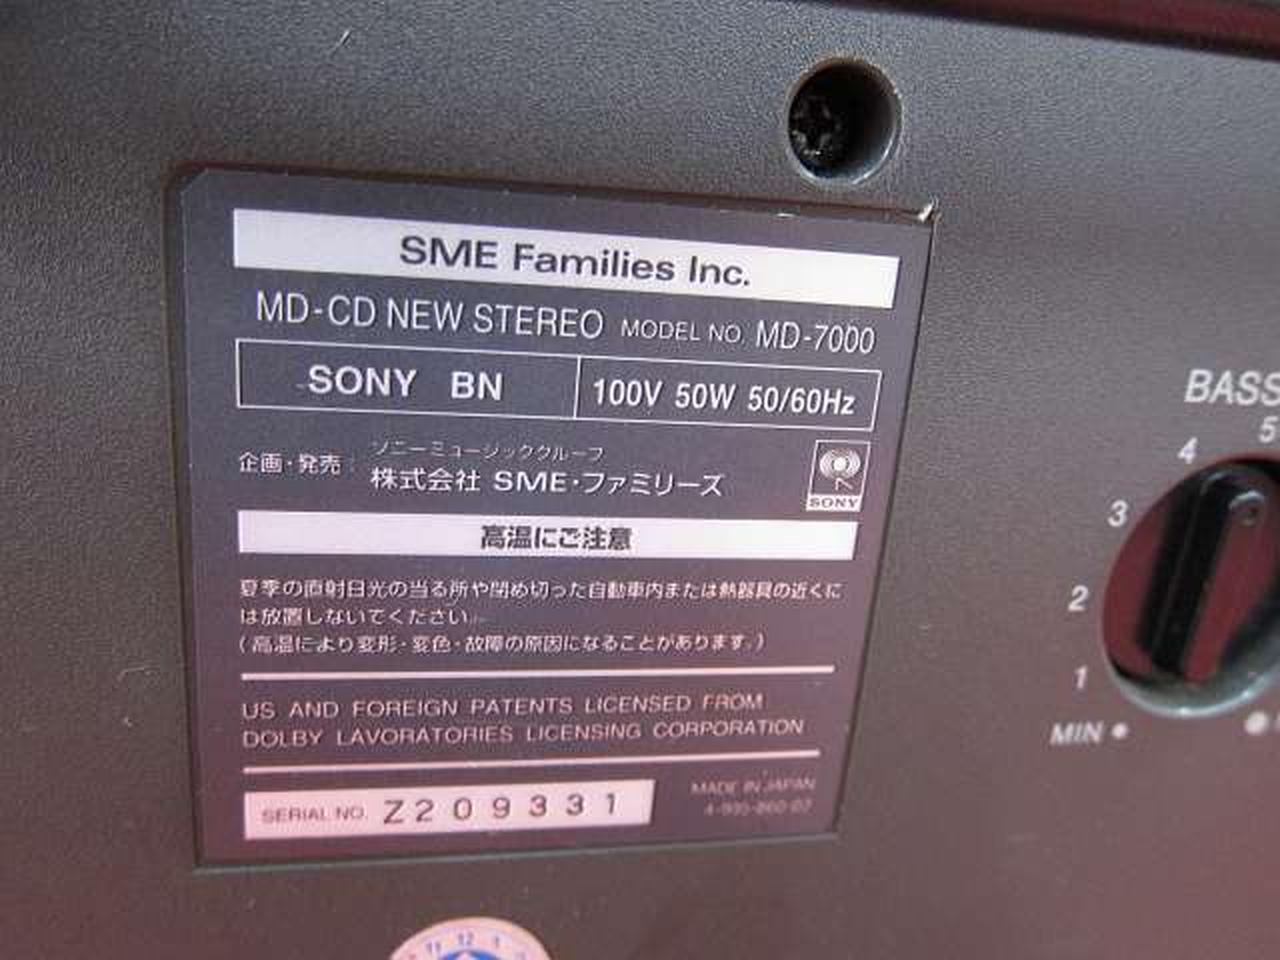 SME Families Inc.
MD-CD NEW STEREO MODEL NO. MD-7000
SONY BN 100V 50W 50/60Hz
ソニーミュージックグループ
企画・発売: 株式会社 SME・ファミリーズ
SONY
高温にご注意
夏季の直射日光の当る所や閉め切った自動車内または熱器具の近くに
は放置しないでください。
(高温により変形・変色・故障の原因になることがあります。)
US AND FOREIGN PATENTS LICENSED FROM
DOLBY LAVORATORIES LICENSING CORPORATION
SERIAL NO. Z209331
MADE IN JAPAN
BASS
5
4
3
2
1
MIN
11 12 1